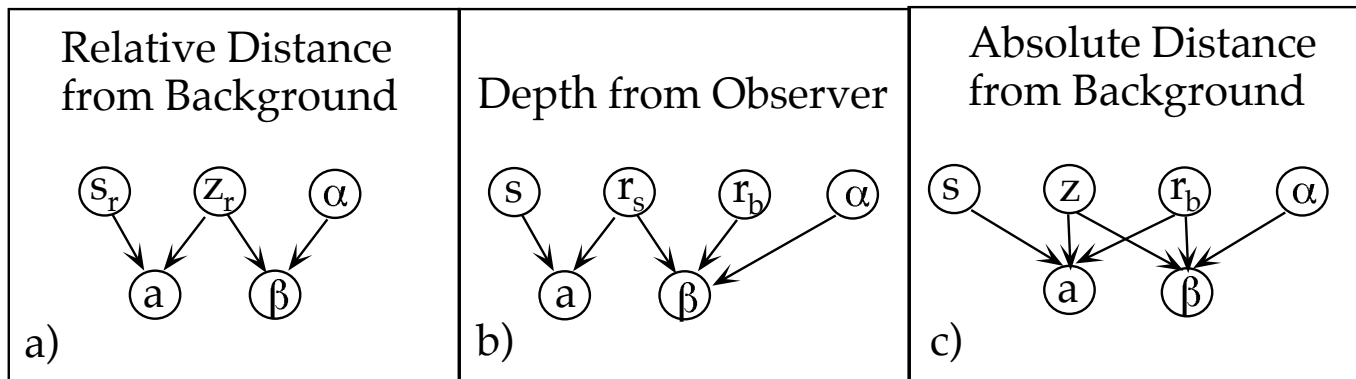 Relative Distance
from Background
s_r z_r α
a β
a)
Depth from Observer
s r_s r_b α
a β
b)
Absolute Distance
from Background
s z r_b α
a β
c)